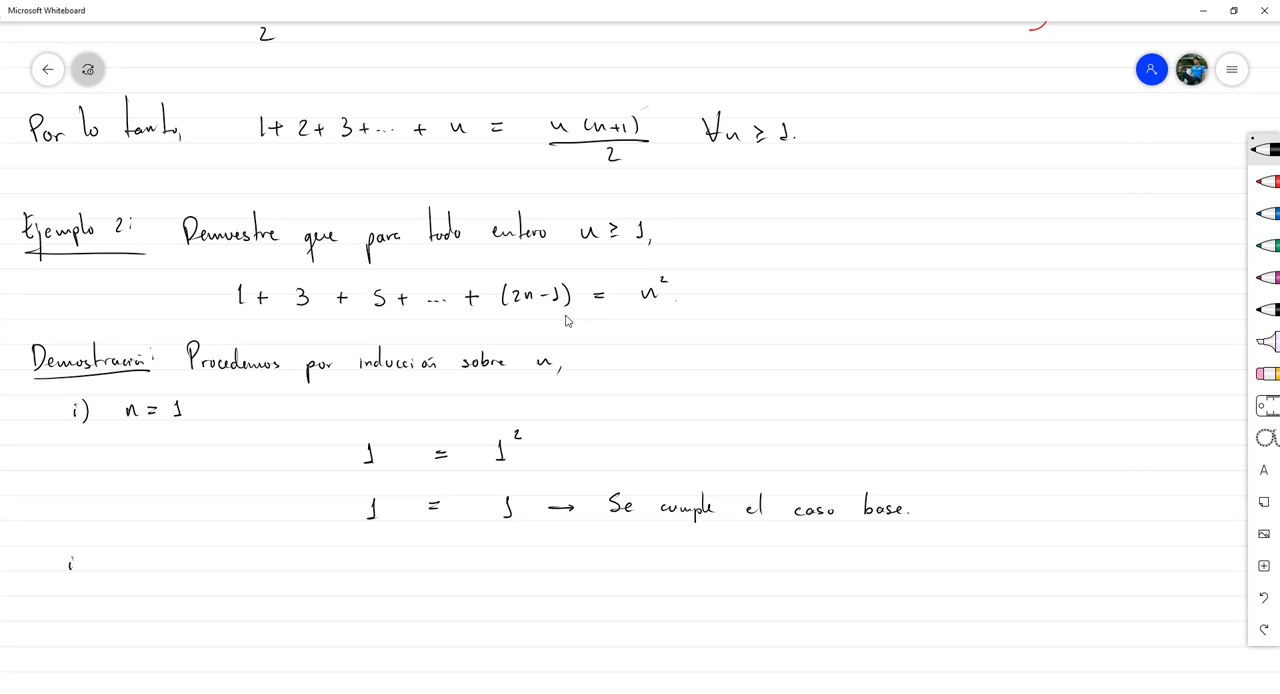 Microsoft Whiteboard
2
Por lo tanto, 1 + 2 + 3 + ... + n = n (n+1) / 2 ∀n ≥ 1.
Ejemplo 2: Demuestre que para todo entero n ≥ 1,
1 + 3 + 5 + ... + (2n - 1) = n²
Demostración: Procedemos por inducción sobre n,
i) n = 1
1 = 1²
1 = 1 → Se cumple el caso base.
i